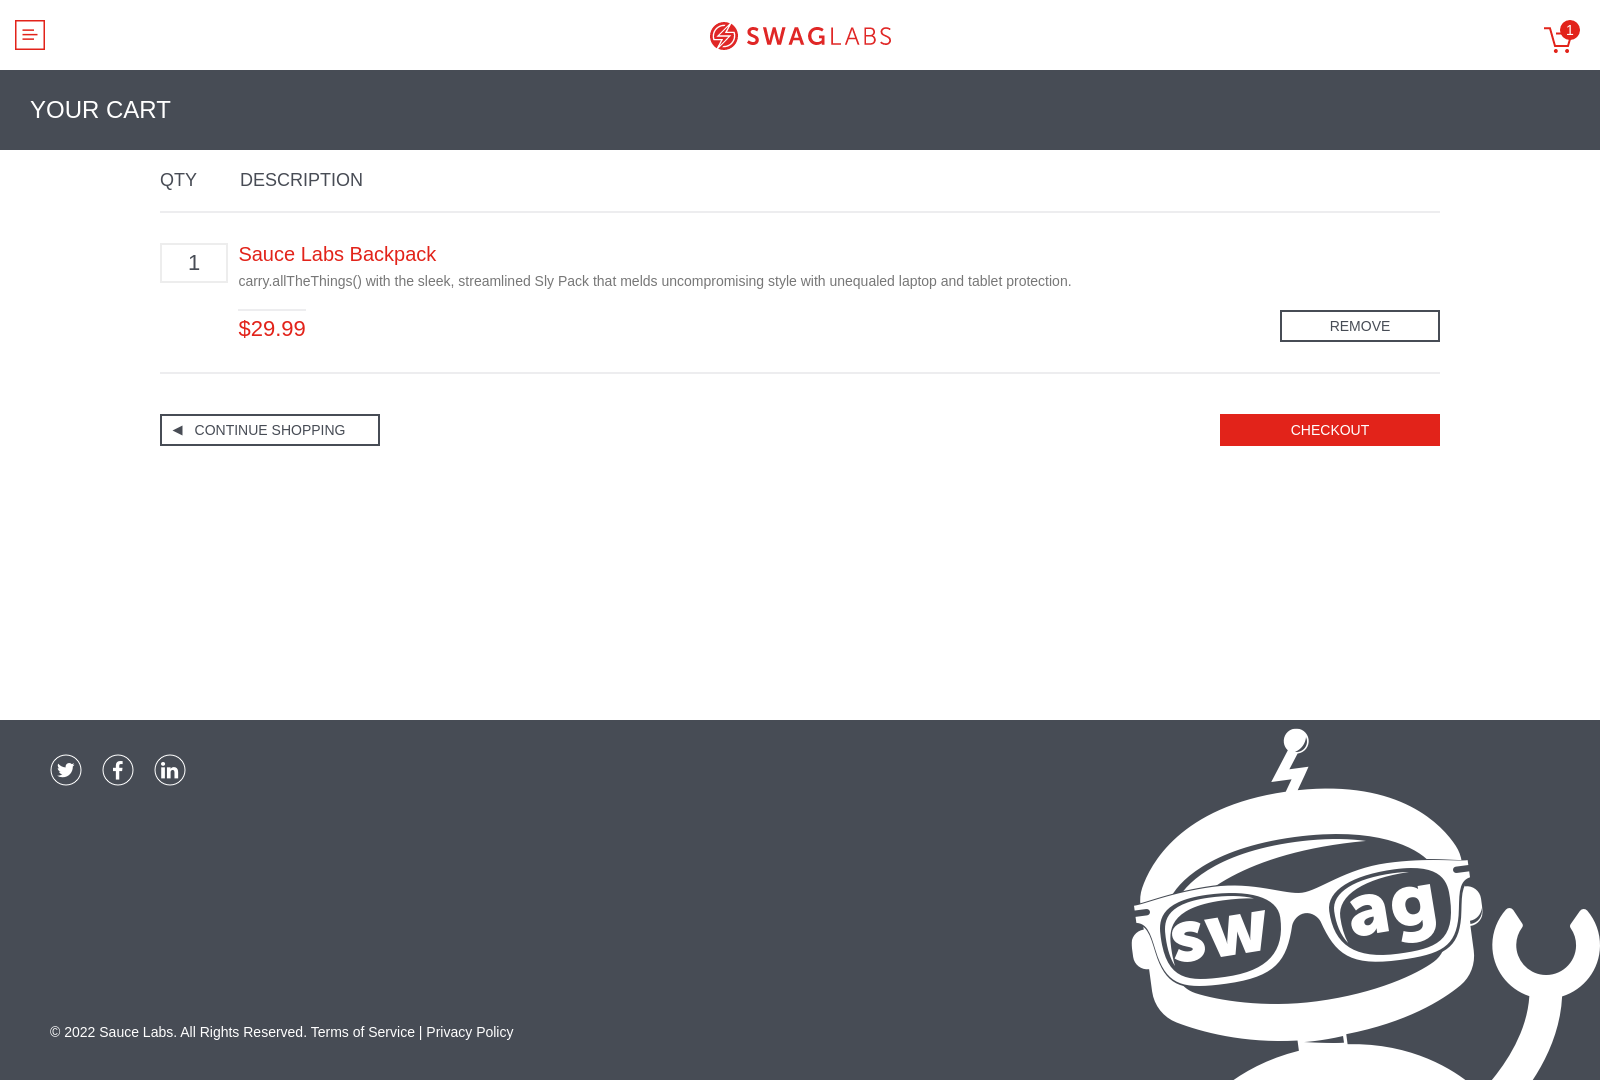 SWAGLABS
1
YOUR CART
QTY DESCRIPTION
1
Sauce Labs Backpack
carry.allTheThings() with the sleek, streamlined Sly Pack that melds uncompromising style with unequaled laptop and tablet protection.
$29.99
REMOVE
CONTINUE SHOPPING
CHECKOUT
sw ag
© 2022 Sauce Labs. All Rights Reserved. Terms of Service | Privacy Policy